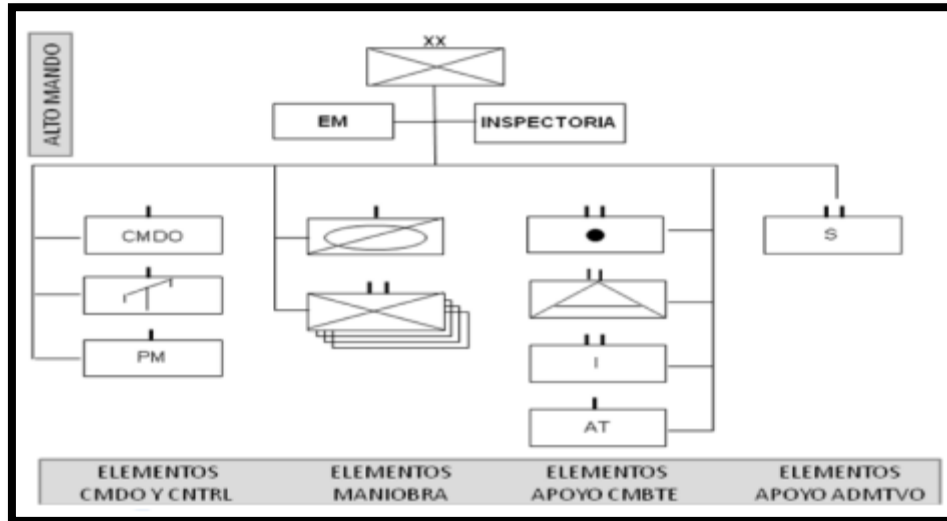 XX
ALTO MANDO
EM
INSPECTORIA
CMDO
PM
I
AT
S
ELEMENTOS
CMDO Y CNTRL
ELEMENTOS
MANIOBRA
ELEMENTOS
APOYO CMBTE
ELEMENTOS
APOYO ADMTVO